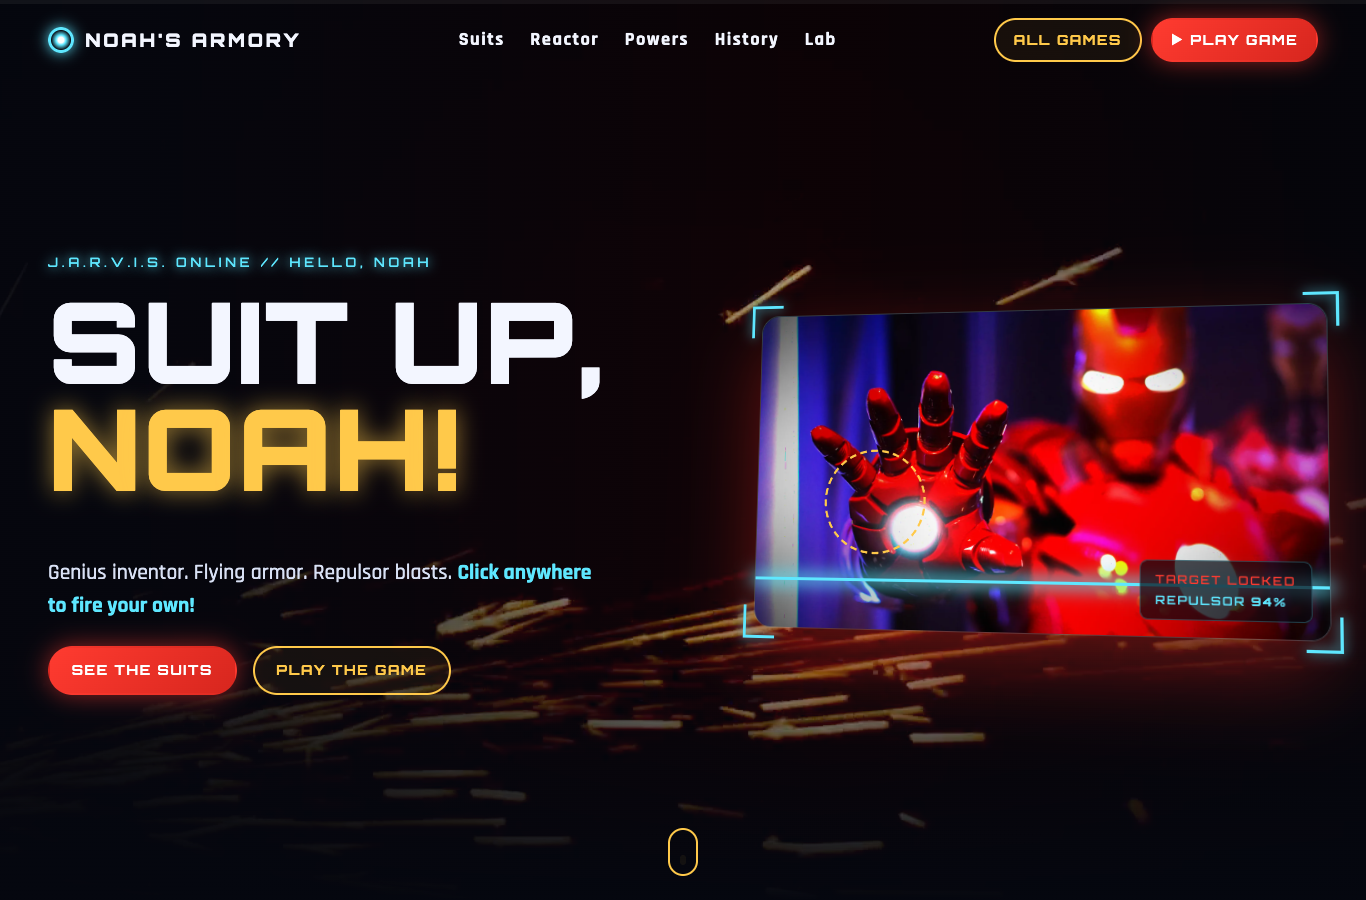 NOAH'S ARMORY
Suits
Reactor
Powers
History
Lab
ALL GAMES
PLAY GAME
J.A.R.V.I.S. ONLINE // HELLO, NOAH
SUIT UP,
NOAH!
Genius inventor. Flying armor. Repulsor blasts. Click anywhere
to fire your own!
SEE THE SUITS
PLAY THE GAME
TARGET LOCKED
REPULSOR 94%